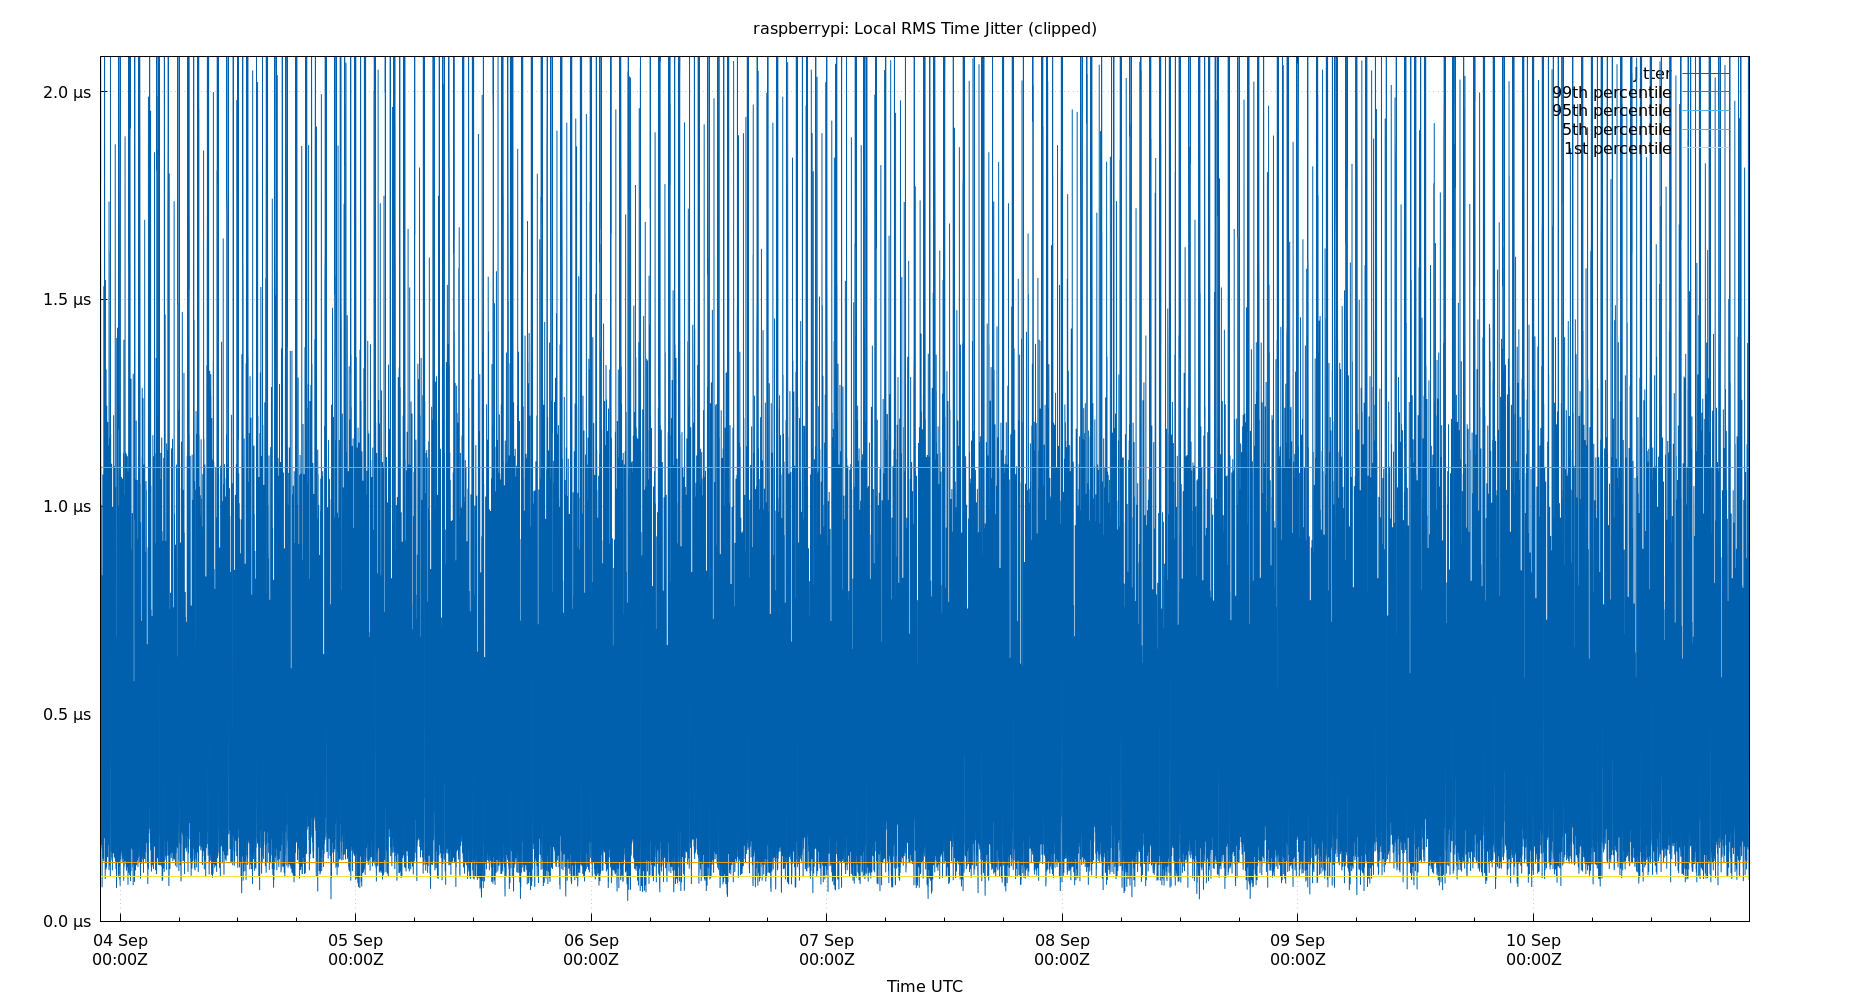 raspberrypi: Local RMS Time Jitter (clipped)
Jitter
99th percentile
95th percentile
5th percentile
1st percentile
2.0 μs
1.5 μs
1.0 μs
0.5 μs
0.0 μs
04 Sep 05 Sep 06 Sep 07 Sep 08 Sep 09 Sep 10 Sep
00:00Z 00:00Z 00:00Z 00:00Z 00:00Z 00:00Z 00:00Z
Time UTC